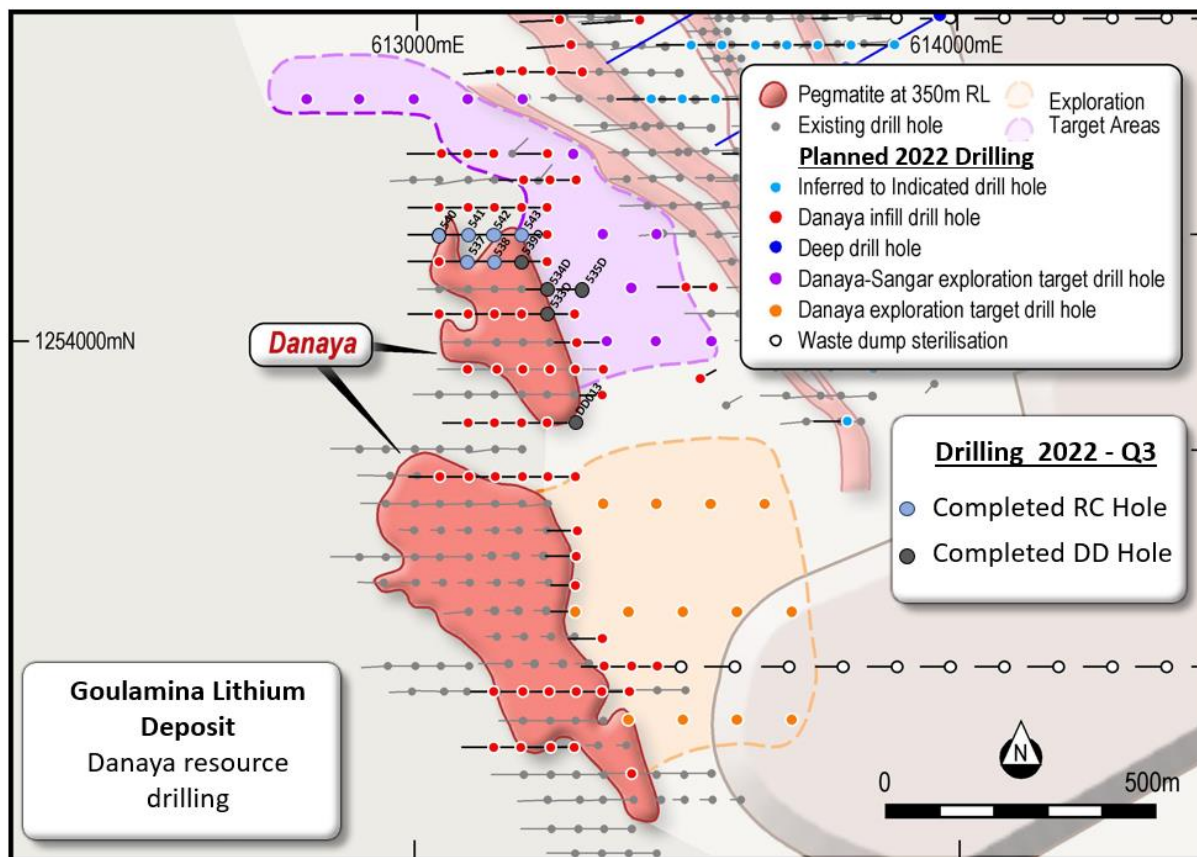 613000mE
614000mE
Pegmatite at 350m RL
Existing drill hole
Exploration
Target Areas
Planned 2022 Drilling
Inferred to Indicated drill hole
Danaya infill drill hole
Deep drill hole
Danaya-Sangar exploration target drill hole
Danaya exploration target drill hole
Waste dump sterilisation
540
541
542
543
537
538
539D
534D
535D
533D
1254000mN
Danaya
DD013
Drilling 2022 - Q3
Completed RC Hole
Completed DD Hole
Goulamina Lithium
Deposit
Danaya resource
drilling
N
0
500m